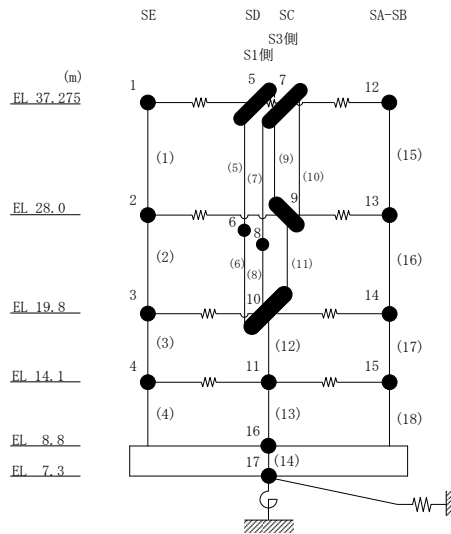 SE SD SC SA-SB
S3側
S1側
(m)
1 5 7 12
EL 37.275
(1) (5) (7) (9) (10) (15)
2 9 13
EL 28.0
6 8
(2) (6) (8) (11) (16)
3 10 14
EL 19.8
(3) (12) (17)
4 11 15
EL 14.1
(4) (13) (18)
16
EL 8.8
17 (14)
EL 7.3